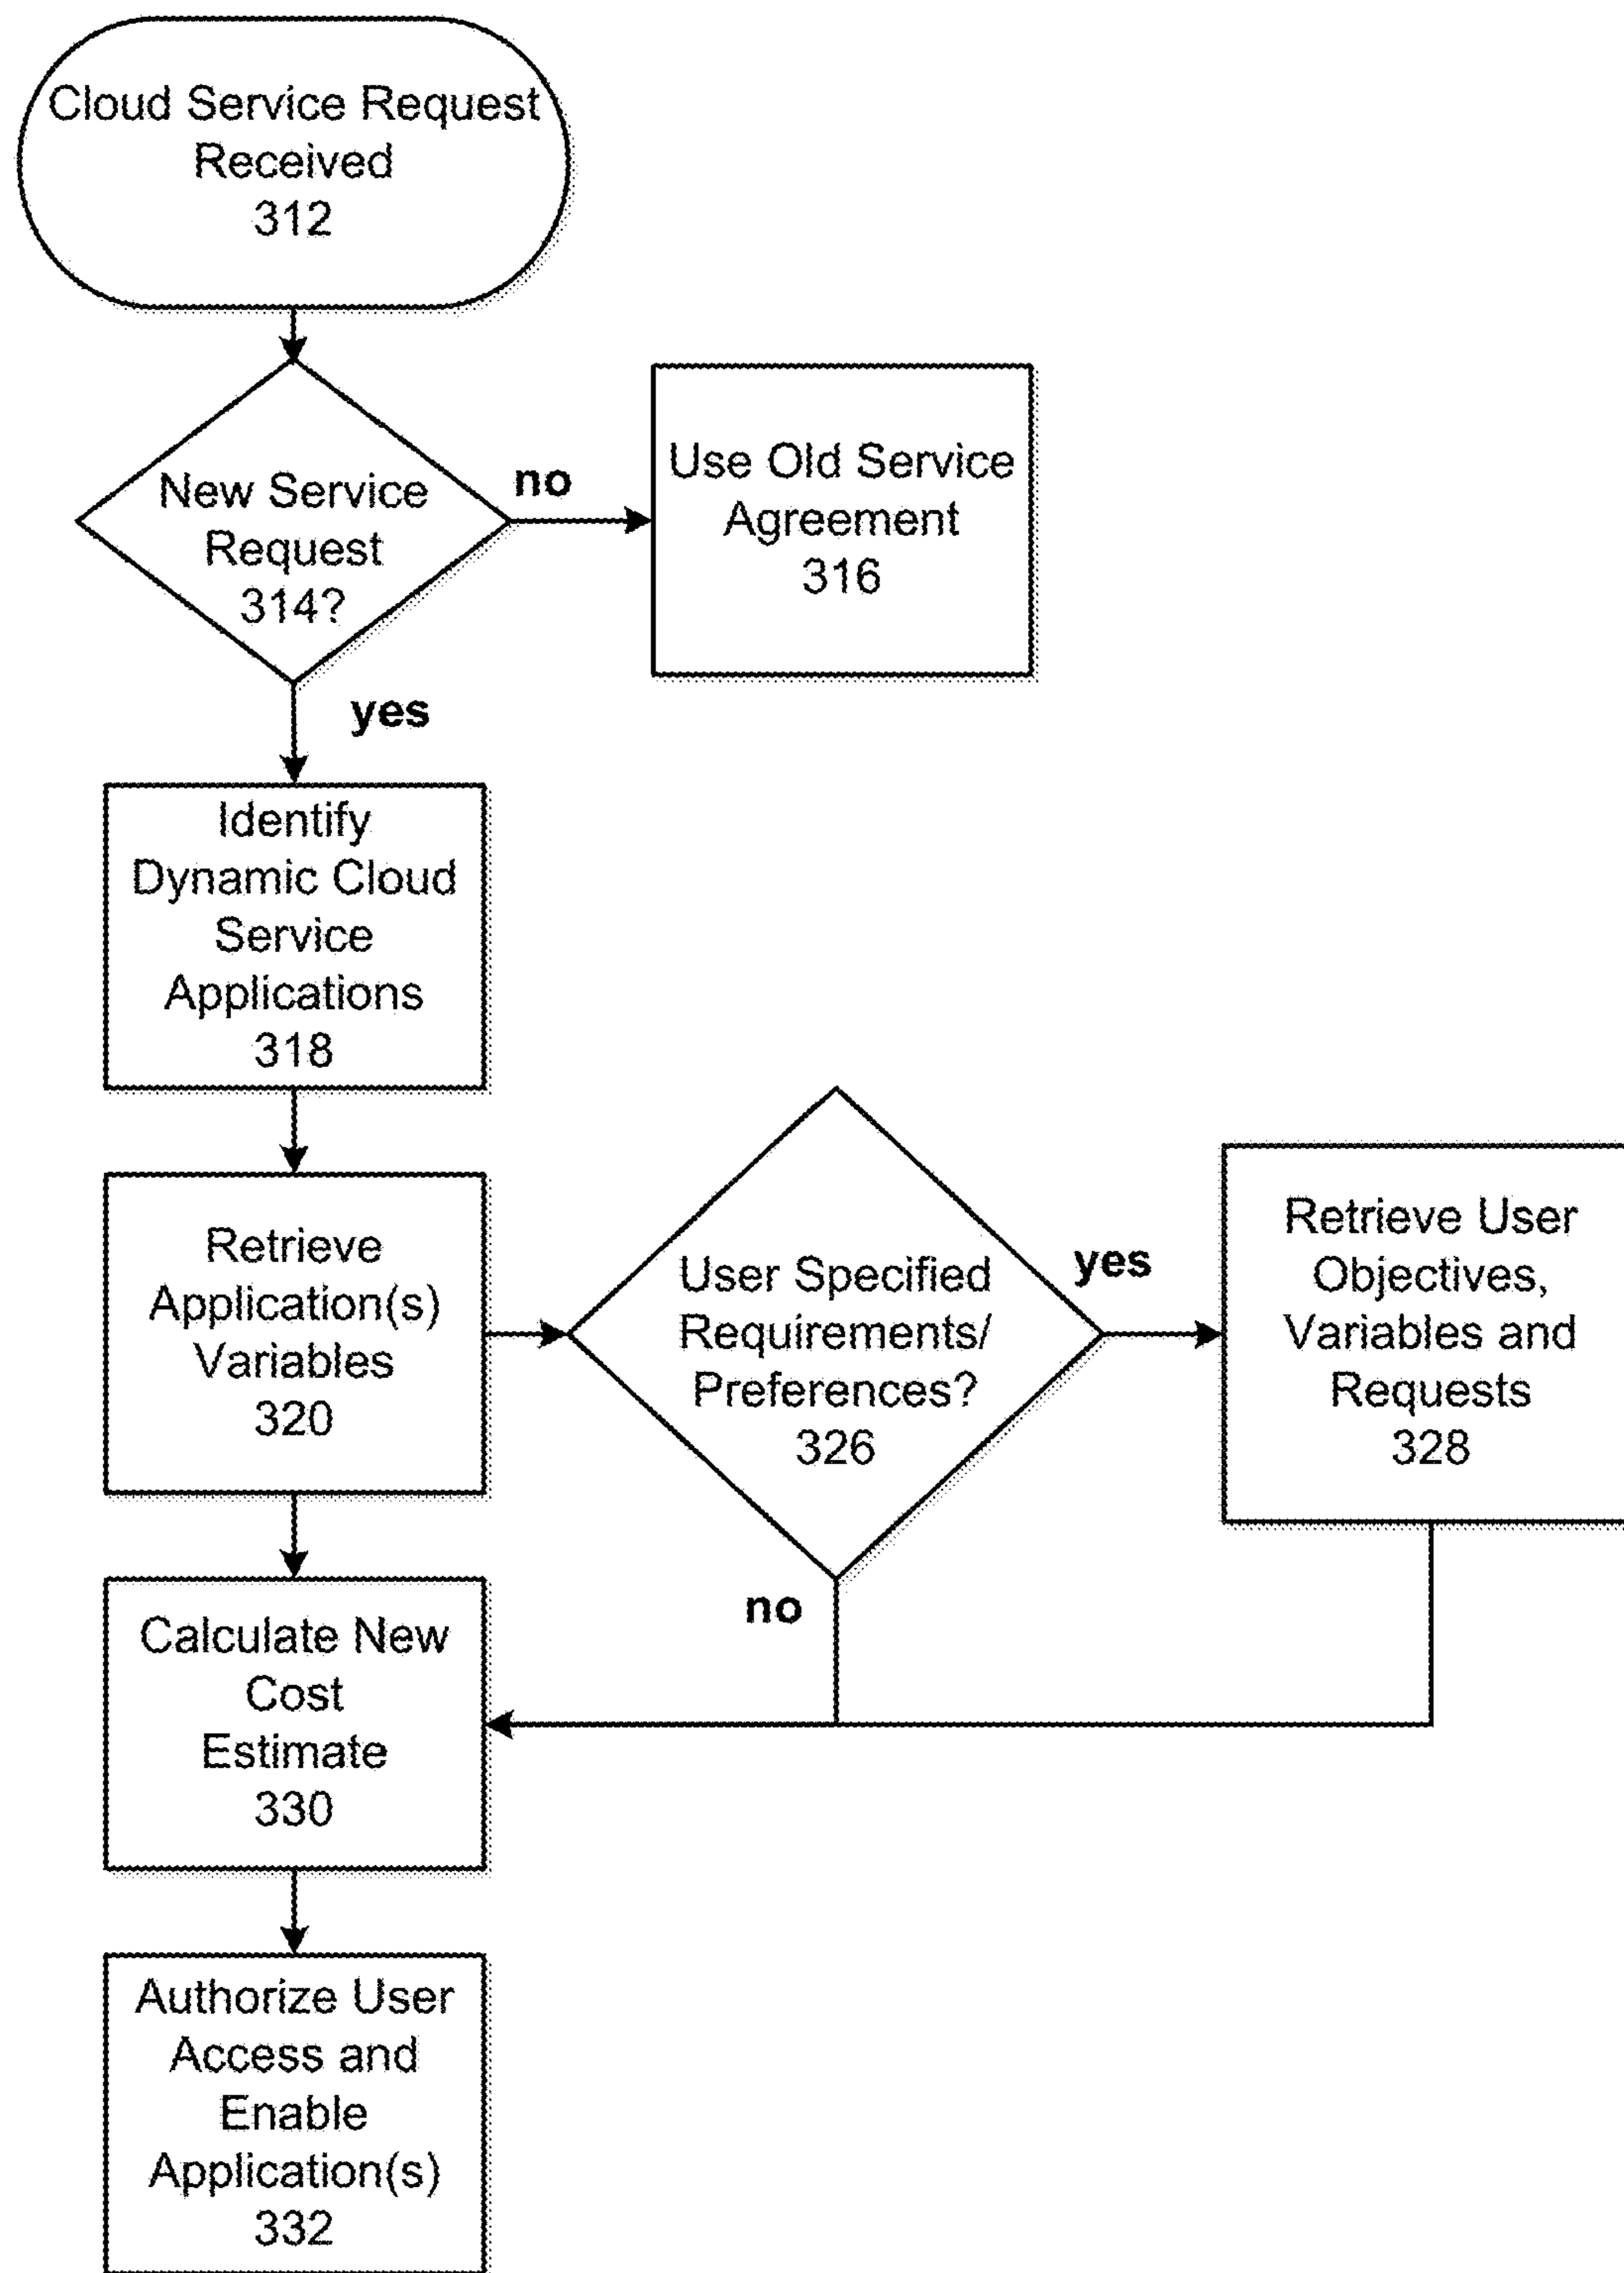 Cloud Service Request
Received
312
New Service
Request
314?
no
Use Old Service
Agreement
316
yes
Identify
Dynamic Cloud
Service
Applications
318
Retrieve
Application(s)
Variables
320
User Specified
Requirements/
Preferences?
326
yes
Retrieve User
Objectives,
Variables and
Requests
328
no
Calculate New
Cost
Estimate
330
Authorize User
Access and
Enable
Application(s)
332